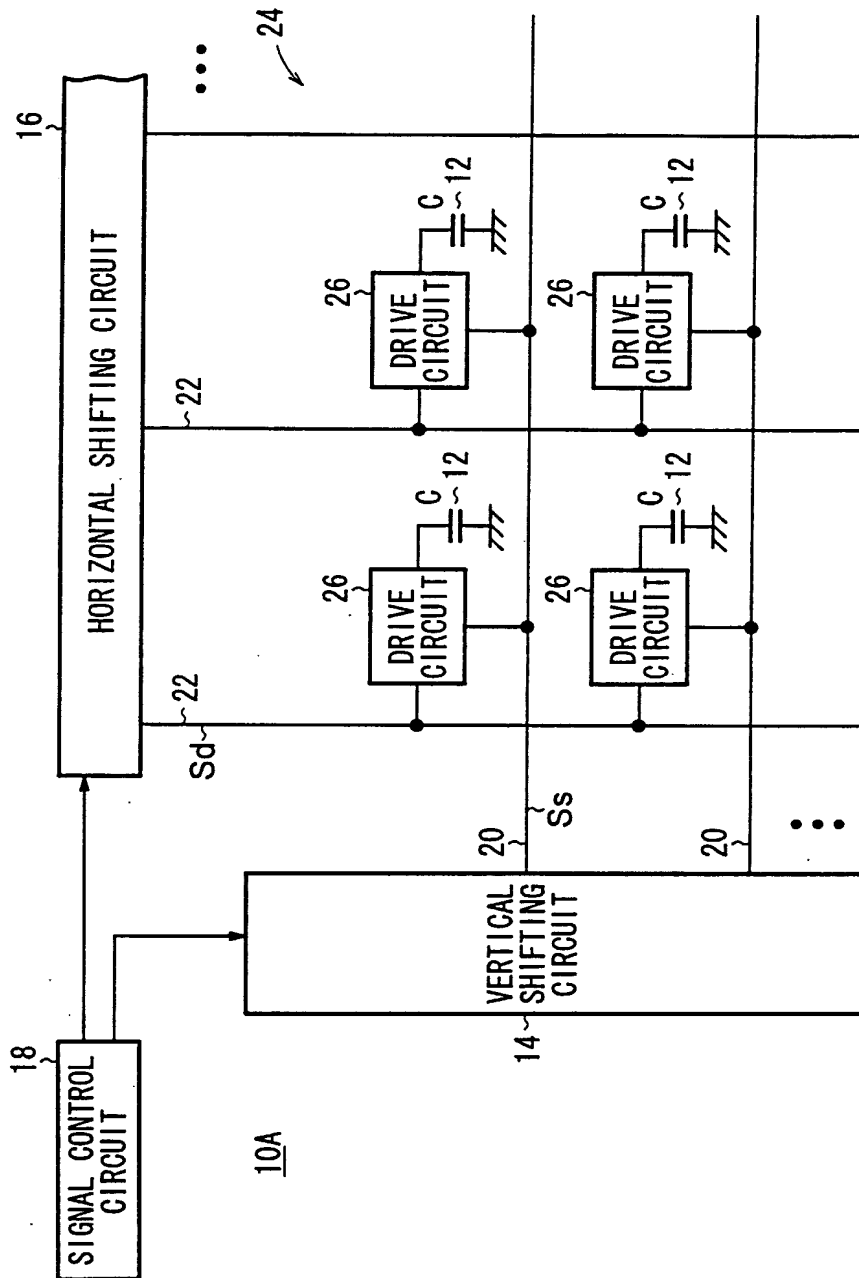 18
SIGNAL CONTROL
CIRCUIT
16
HORIZONTAL SHIFTING CIRCUIT
24
10A
Sd
22
22
26
DRIVE
CIRCUIT
C
12
26
DRIVE
CIRCUIT
C
12
14
VERTICAL
SHIFTING
CIRCUIT
20
Ss
26
DRIVE
CIRCUIT
C
12
26
DRIVE
CIRCUIT
C
12
20